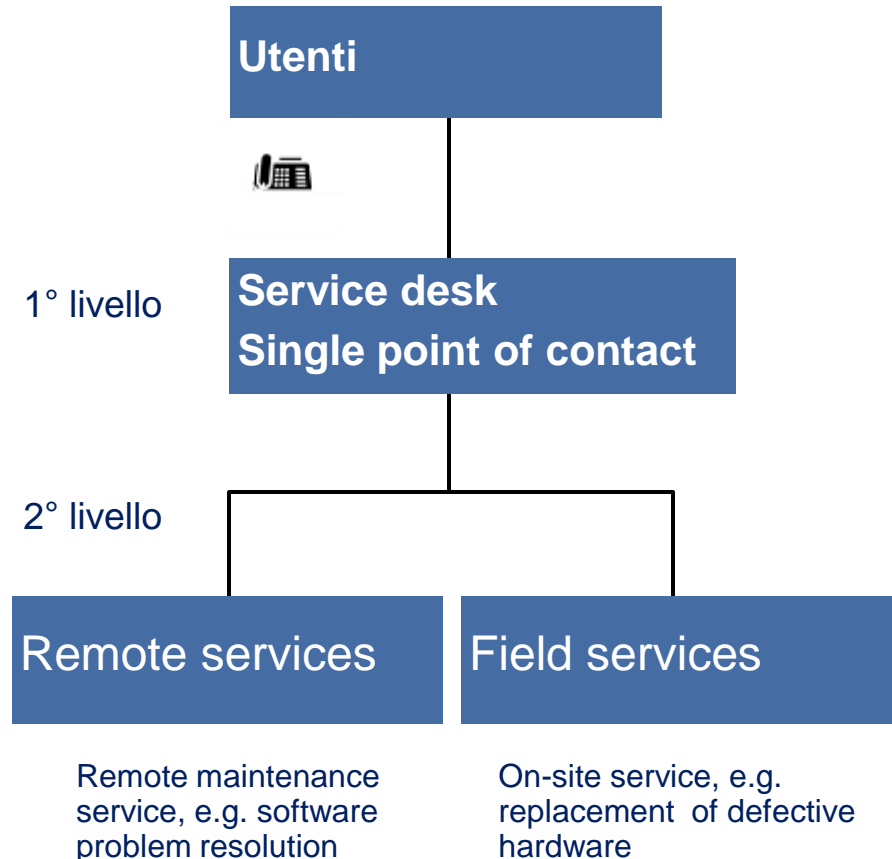 Utenti
1° livello
Service desk
Single point of contact
2° livello
Remote services
Field services
Remote maintenance
service, e.g. software
problem resolution
On-site service, e.g.
replacement  of defective
hardware